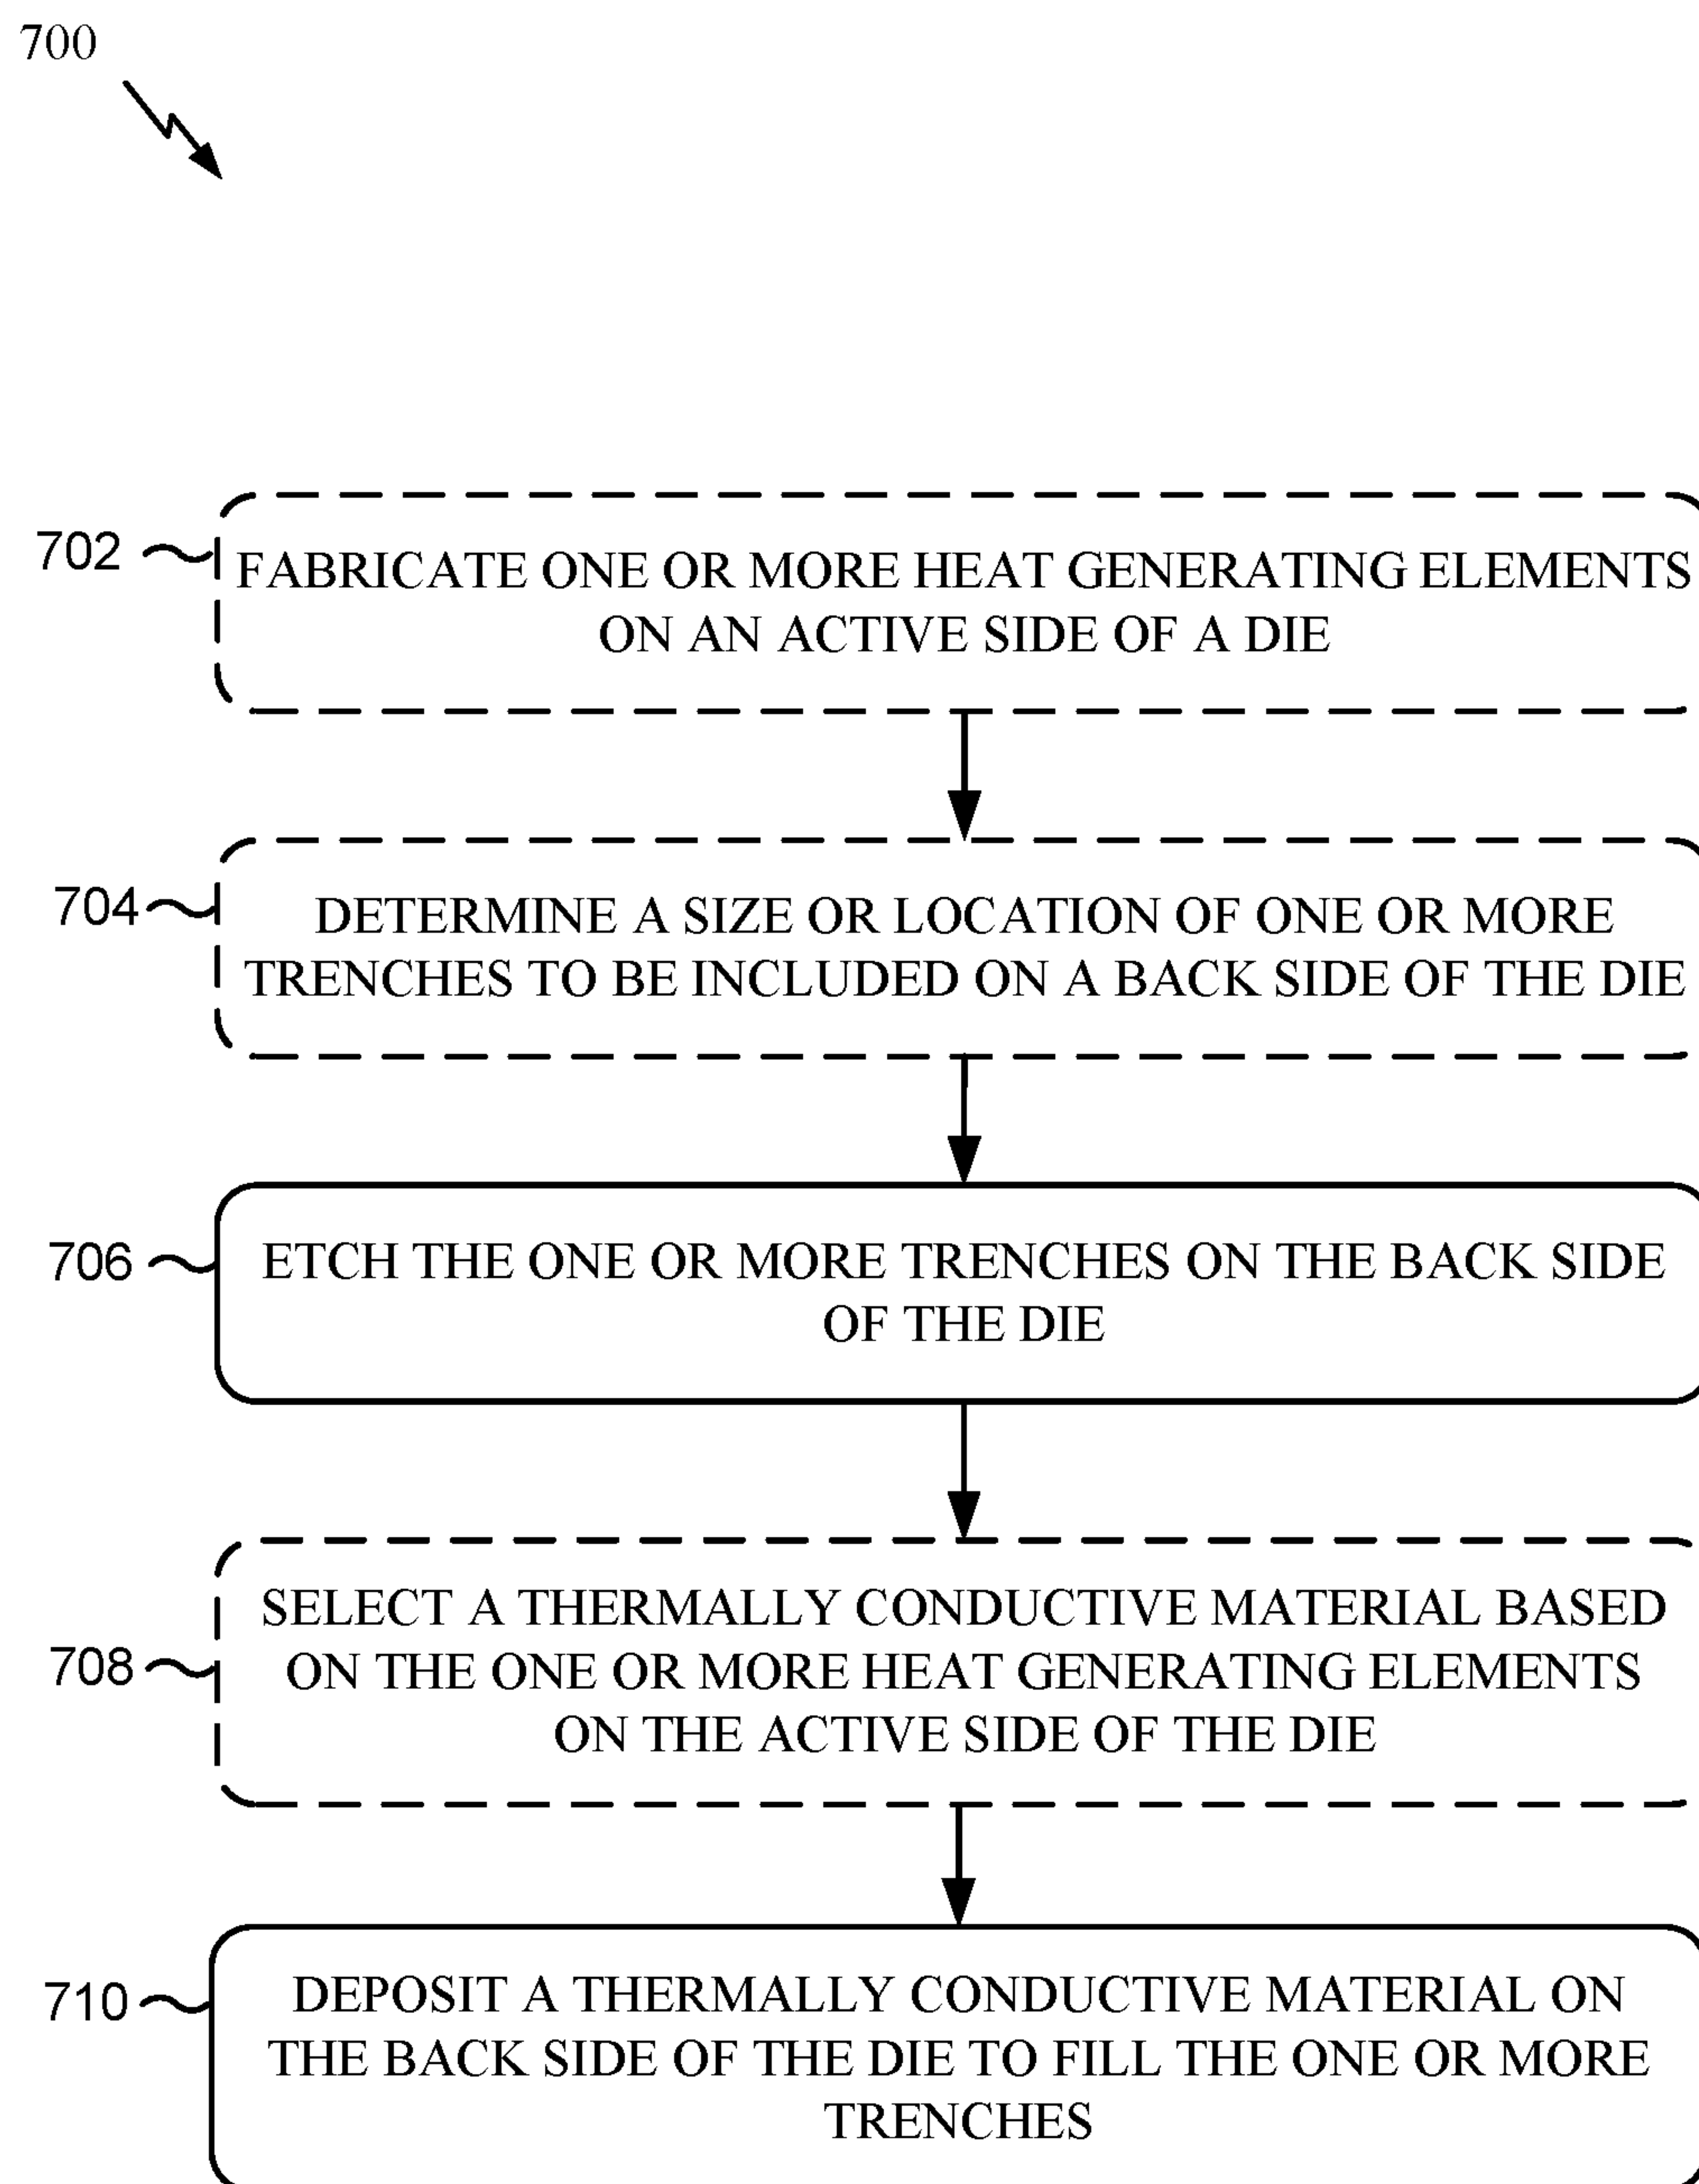 700
702
FABRICATE ONE OR MORE HEAT GENERATING ELEMENTS
ON AN ACTIVE SIDE OF A DIE
704
DETERMINE A SIZE OR LOCATION OF ONE OR MORE
TRENCHES TO BE INCLUDED ON A BACK SIDE OF THE DIE
706
ETCH THE ONE OR MORE TRENCHES ON THE BACK SIDE
OF THE DIE
708
SELECT A THERMALLY CONDUCTIVE MATERIAL BASED
ON THE ONE OR MORE HEAT GENERATING ELEMENTS
ON THE ACTIVE SIDE OF THE DIE
710
DEPOSIT A THERMALLY CONDUCTIVE MATERIAL ON
THE BACK SIDE OF THE DIE TO FILL THE ONE OR MORE
TRENCHES